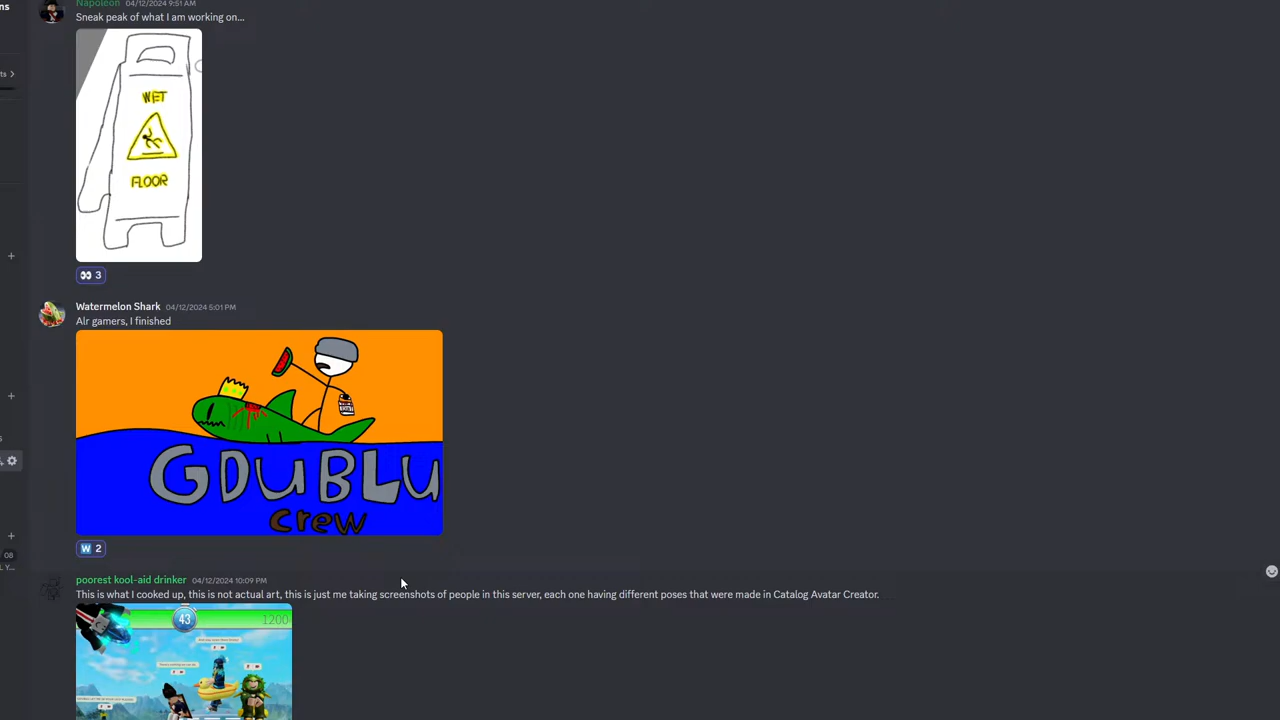 ns
Napoleon 04/12/2024 9:51 AM
Sneak peak of what I am working on...
ts
WET
FLOOR
3
Watermelon Shark 04/12/2024 5:01 PM
Alr gamers, I finished
GDUBLU
crew
W 2
08
poorest kool-aid drinker 04/12/2024 10:09 PM
This is what I cooked up, this is not actual art, this is just me taking screenshots of people in this server, each one having different poses that were made in Catalog Avatar Creator.
43
1200